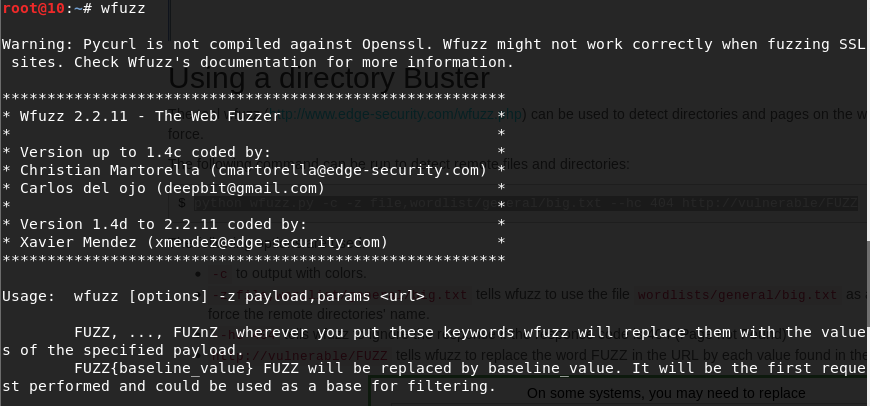 root@10:~# wfuzz
Warning: Pycurl is not compiled against Openssl. Wfuzz might not work correctly when fuzzing SSL
 sites. Check Wfuzz's documentation for more information.
Using a directory Buster
********************************************************
* Wfuzz 2.2.11 - The Web Fuzzer                        *
*                                                      *
* Version up to 1.4c coded by:                         *
* Christian Martorella (cmartorella@edge-security.com) *
* Carlos del ojo (deepbit@gmail.com)                   *
*                                                      *
* Version 1.4d to 2.2.11 coded by:                     *
* Xavier Mendez (xmendez@edge-security.com)            *
********************************************************
http://www.edge-security.com/wfuzz.php) can be used to detect directories and pages on the w
force.
The following command can be run to detect remote files and directories:
$ python wfuzz.py -c -z file,wordlist/general/big.txt --hc 404 http://vulnerable/FUZZ
-c to output with colors.
Usage:  wfuzz [options] -z payload,params <url>
big.txt tells wfuzz to use the file wordlists/general/big.txt as
force the remote directories' name.
        FUZZ, ..., FUZnZ  wherever you put these keywords wfuzz will replace them with the value
s of the specified payload.
http://vulnerable/FUZZ tells wfuzz to replace the word FUZZ in the URL by each value found in the
        FUZZ{baseline_value} FUZZ will be replaced by baseline_value. It will be the first reque
st performed and could be used as a base for filtering.
On some systems, you may need to replace